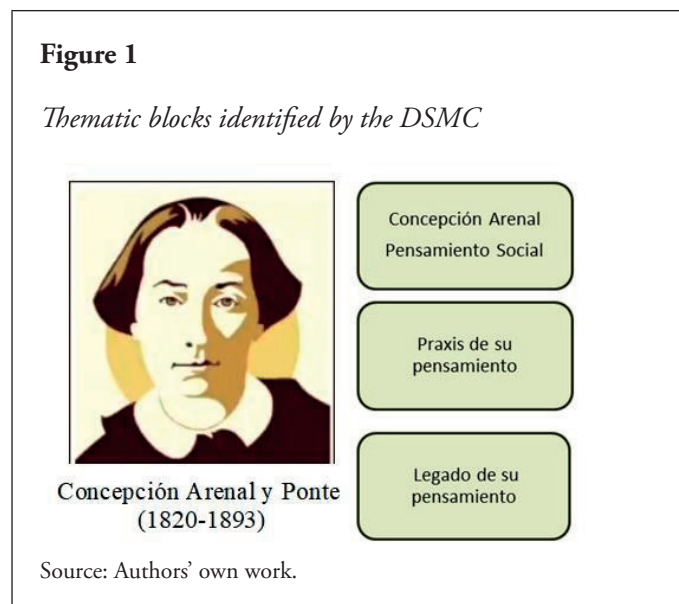 Figure 1
Thematic blocks identified by the DSMC
Concepción Arenal
Pensamiento Social
Praxis de su
pensamiento
Legado de su
pensamiento
Concepción Arenal y Ponte
(1820-1893)
Source: Authors’ own work.